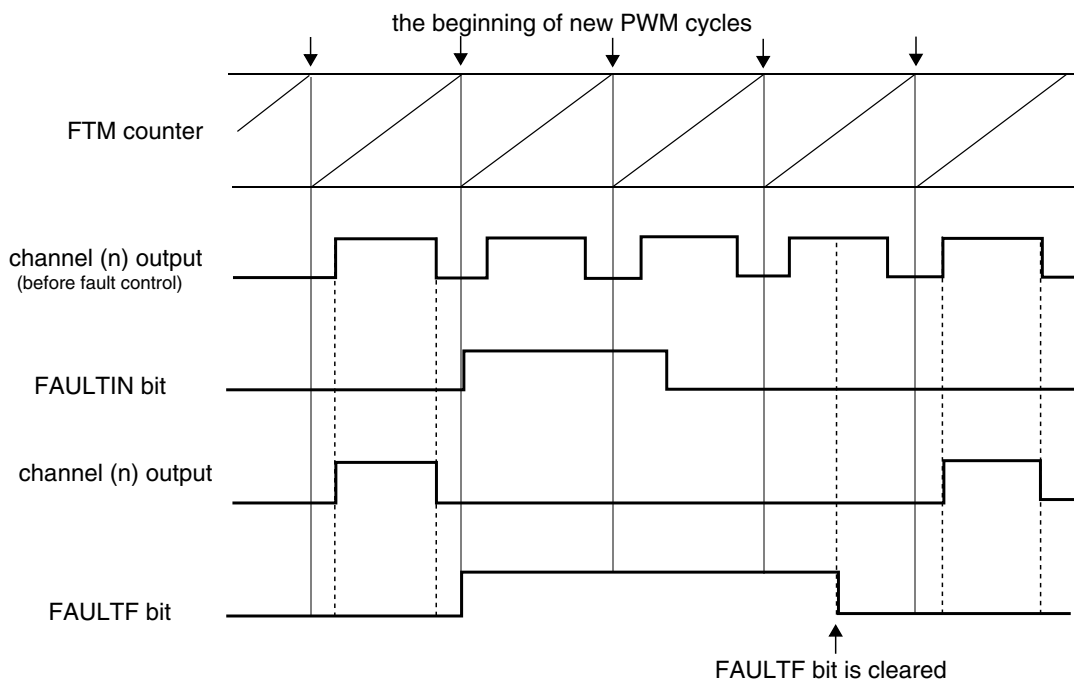 the beginning of new PWM cycles
FTM counter
channel (n) output
(before fault control)
FAULTIN bit
channel (n) output
FAULTF bit
FAULTF bit is cleared